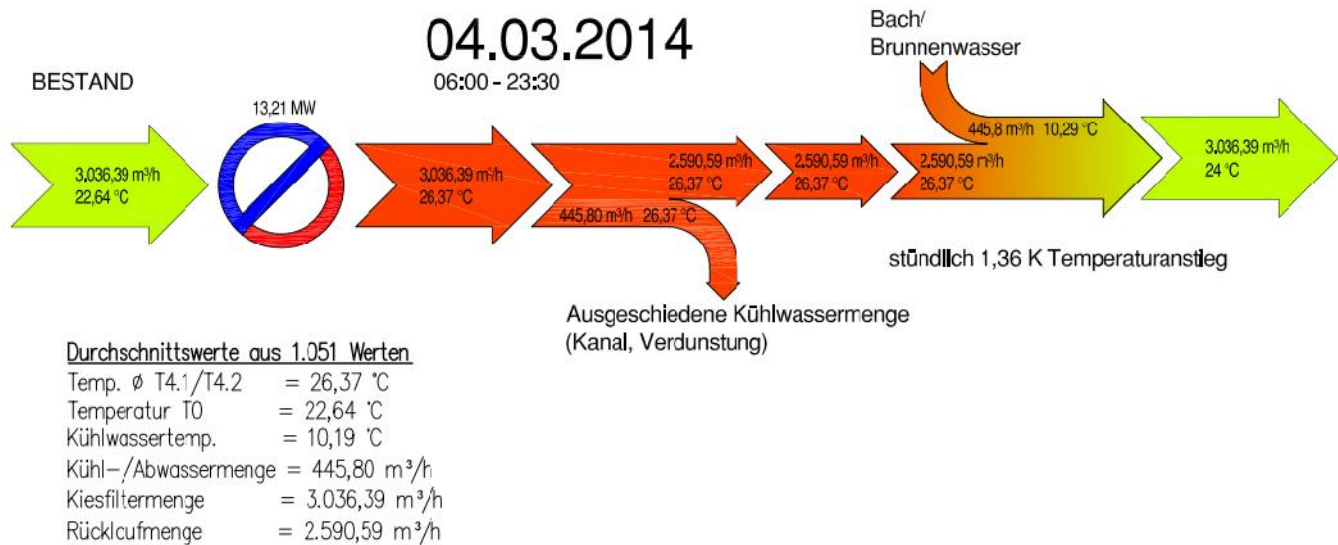 04.03.2014
06:00 - 23:30
Bach/
Brunnenwasser
BESTAND
13,21 MW
3.036,39 m³/h
22,64 °C
3.036,39 m³/h
26,37 °C
2.590,59 m³/h
26,37 °C
445,80 m³/h 26,37 °C
2.590,59 m³/h
26,37 °C
445,8 m³/h 10,29 °C
2.590,59 m³/h
26,37 °C
3.036,39 m³/h
24 °C
stündlich 1,36 K Temperaturanstieg
Ausgeschiedene Kühlwassermenge
(Kanal, Verdunstung)
Durchschnittswerte aus 1.051 Werten
Temp. ø T4.1/T4.2 = 26,37 °C
Temperatur T0 = 22,64 °C
Kühlwassertemp. = 10,19 °C
Kühl-/Abwassermenge = 445,80 m³/h
Kiesfiltermenge = 3.036,39 m³/h
Rücklaufmenge = 2.590,59 m³/h